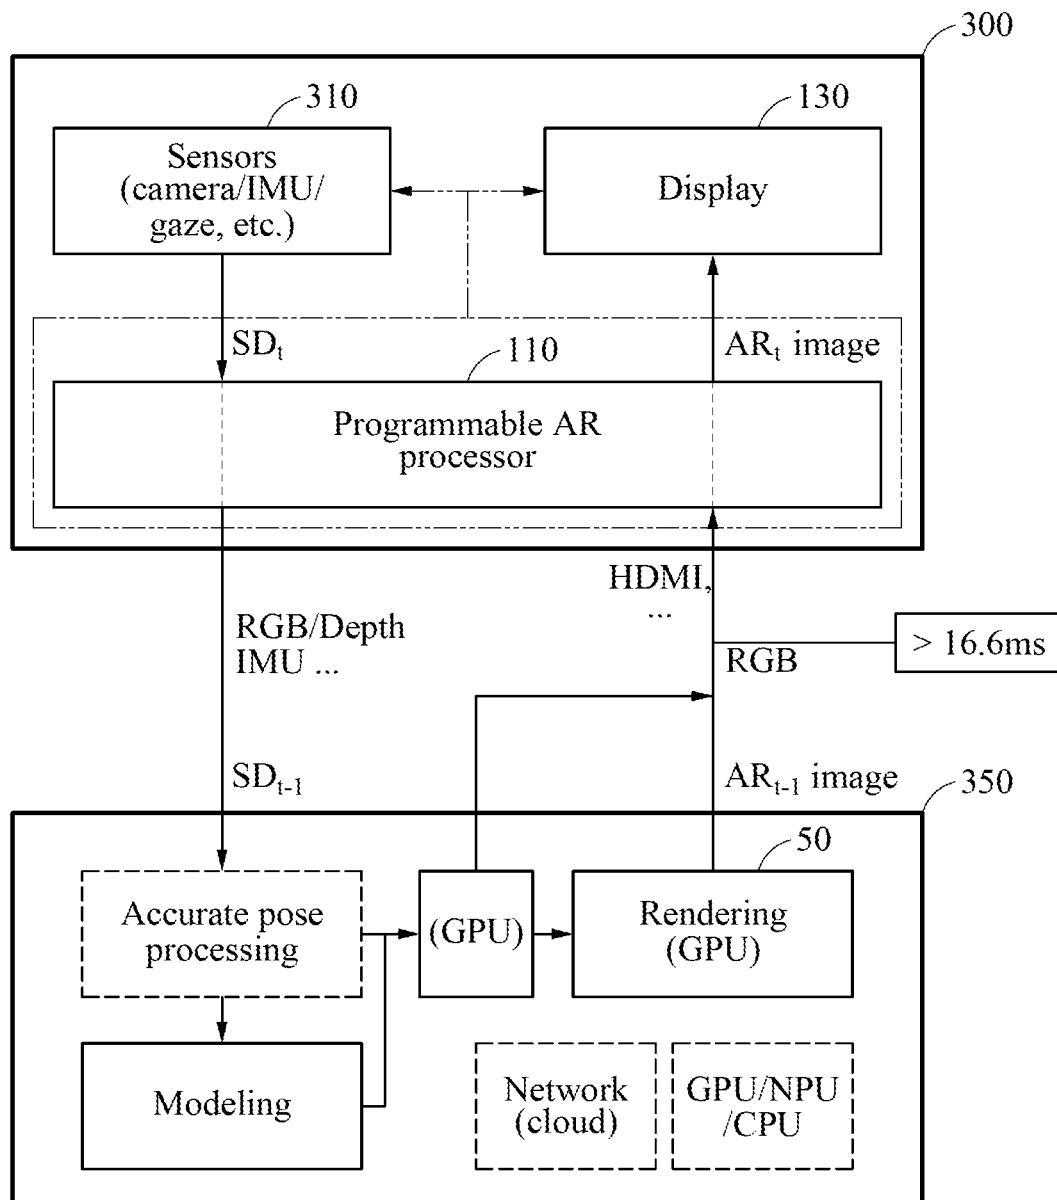 300
310
130
Sensors
(camera/IMU/
gaze, etc.)
Display
SDt
110
ARt image
Programmable AR
processor
HDMI,
...
RGB/Depth
IMU ...
RGB
> 16.6ms
SDt-1
ARt-1 image
350
50
Accurate pose
processing
(GPU)
Rendering
(GPU)
Modeling
Network
(cloud)
GPU/NPU
/CPU